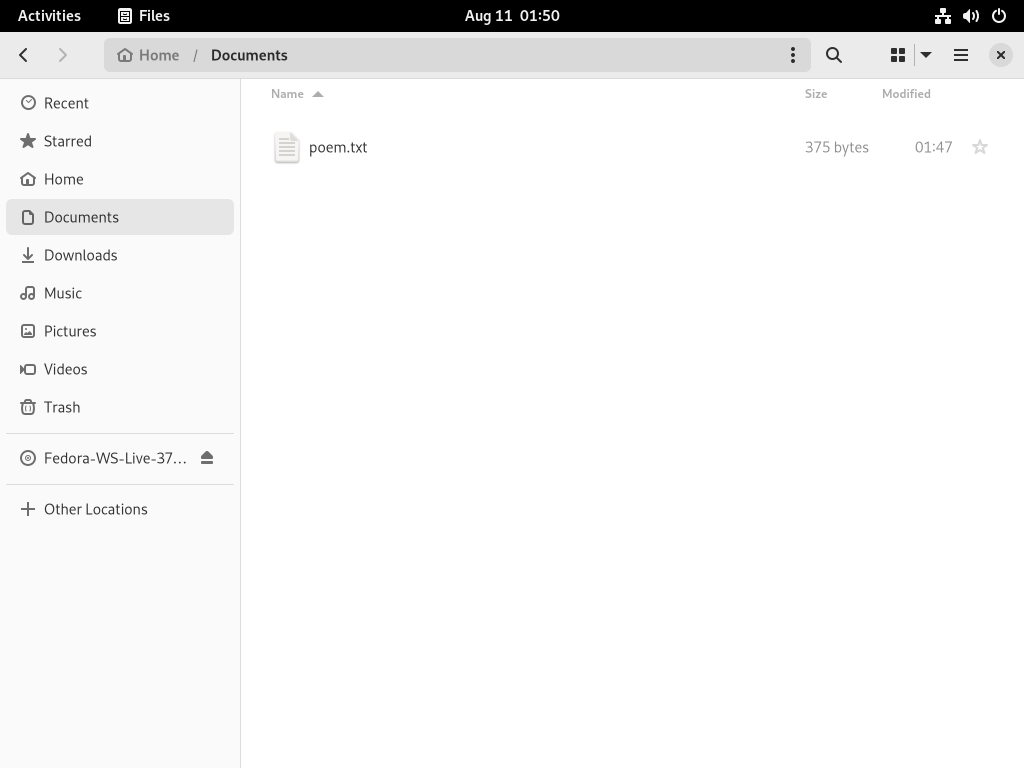 Activities Files Aug 11 01:50
Home / Documents
Name Size Modified
poem.txt 375 bytes 01:47
Recent
Starred
Home
Documents
Downloads
Music
Pictures
Videos
Trash
Fedora-WS-Live-37...
Other Locations